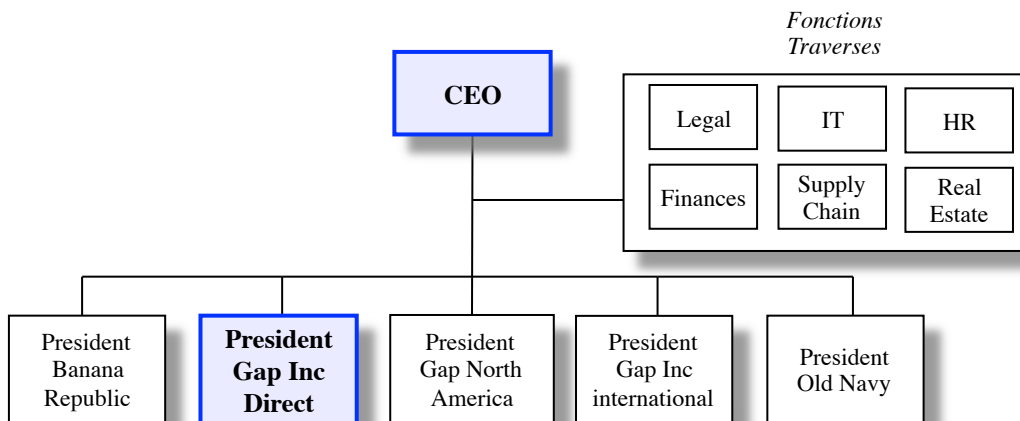 Fonctions
Traverses
CEO
Legal
IT
HR
Finances
Supply
Chain
Real
Estate
President
Banana
Republic
President
Gap Inc
Direct
President
Gap North
America
President
Gap Inc
international
President
Old Navy